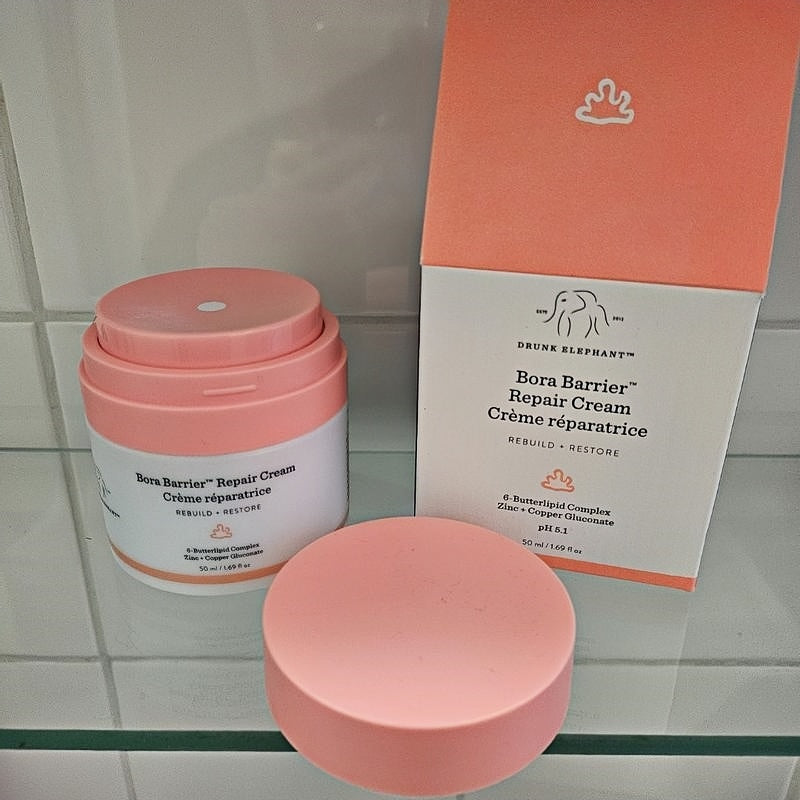 Bora Barrier™ Repair Cream
Crème réparatrice
REBUILD + RESTORE
6-Butterlipid Complex
Zinc + Copper Gluconate
50 ml / 1.69 fl oz
DRUNK ELEPHANT™
Bora Barrier™
Repair Cream
Crème réparatrice
REBUILD + RESTORE
6-Butterlipid Complex
Zinc + Copper Gluconate
pH 5.1
50 ml / 1.69 fl oz